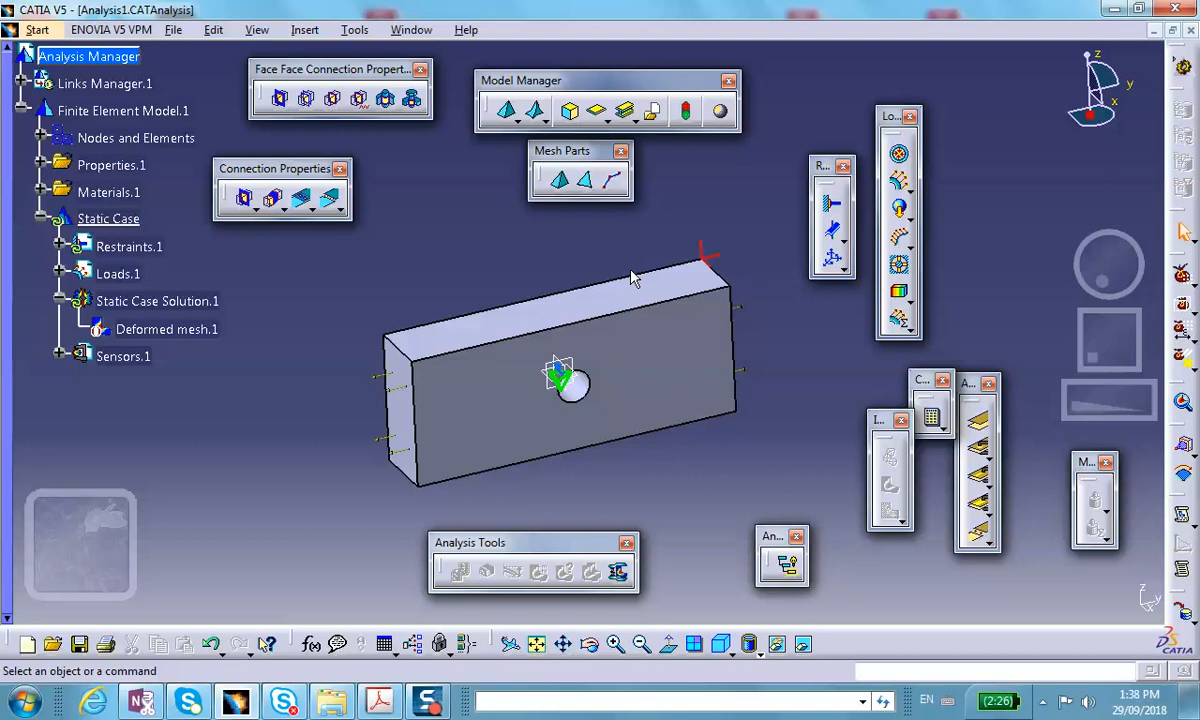 CATIA V5 - [Analysis1.CATAnalysis]
Start ENOVIA V5 VPM File Edit View Insert Tools Window Help
Analysis Manager
Links Manager.1
Finite Element Model.1
Nodes and Elements
Properties.1
Materials.1
Static Case
Restraints.1
Loads.1
Static Case Solution.1
Deformed mesh.1
Sensors.1
Face Face Connection Propert...
Model Manager
Mesh Parts
Connection Properties
R...
Lo...
z
y
x
C...
A...
I...
M...
Analysis Tools
An...
z
y
x
f(x)
CATIA
Select an object or a command
EN
(2:26)
1:38 PM
29/09/2018